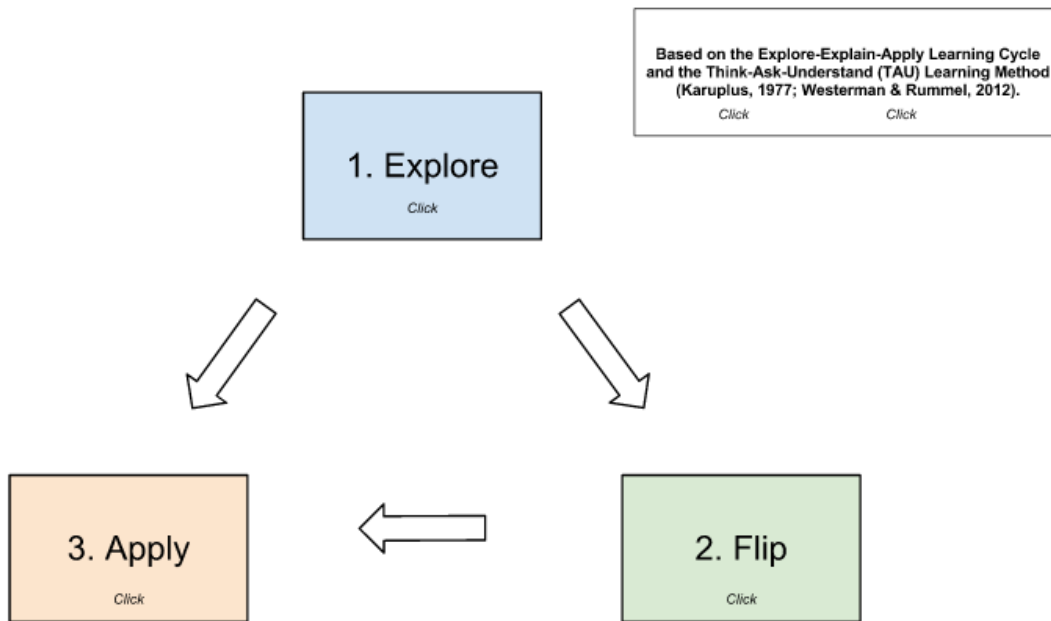 Based on the Explore-Explain-Apply Learning Cycle
and the Think-Ask-Understand (TAU) Learning Method
(Karuplus, 1977; Westerman & Rummel, 2012).
Click Click
1. Explore
Click
3. Apply
Click
2. Flip
Click